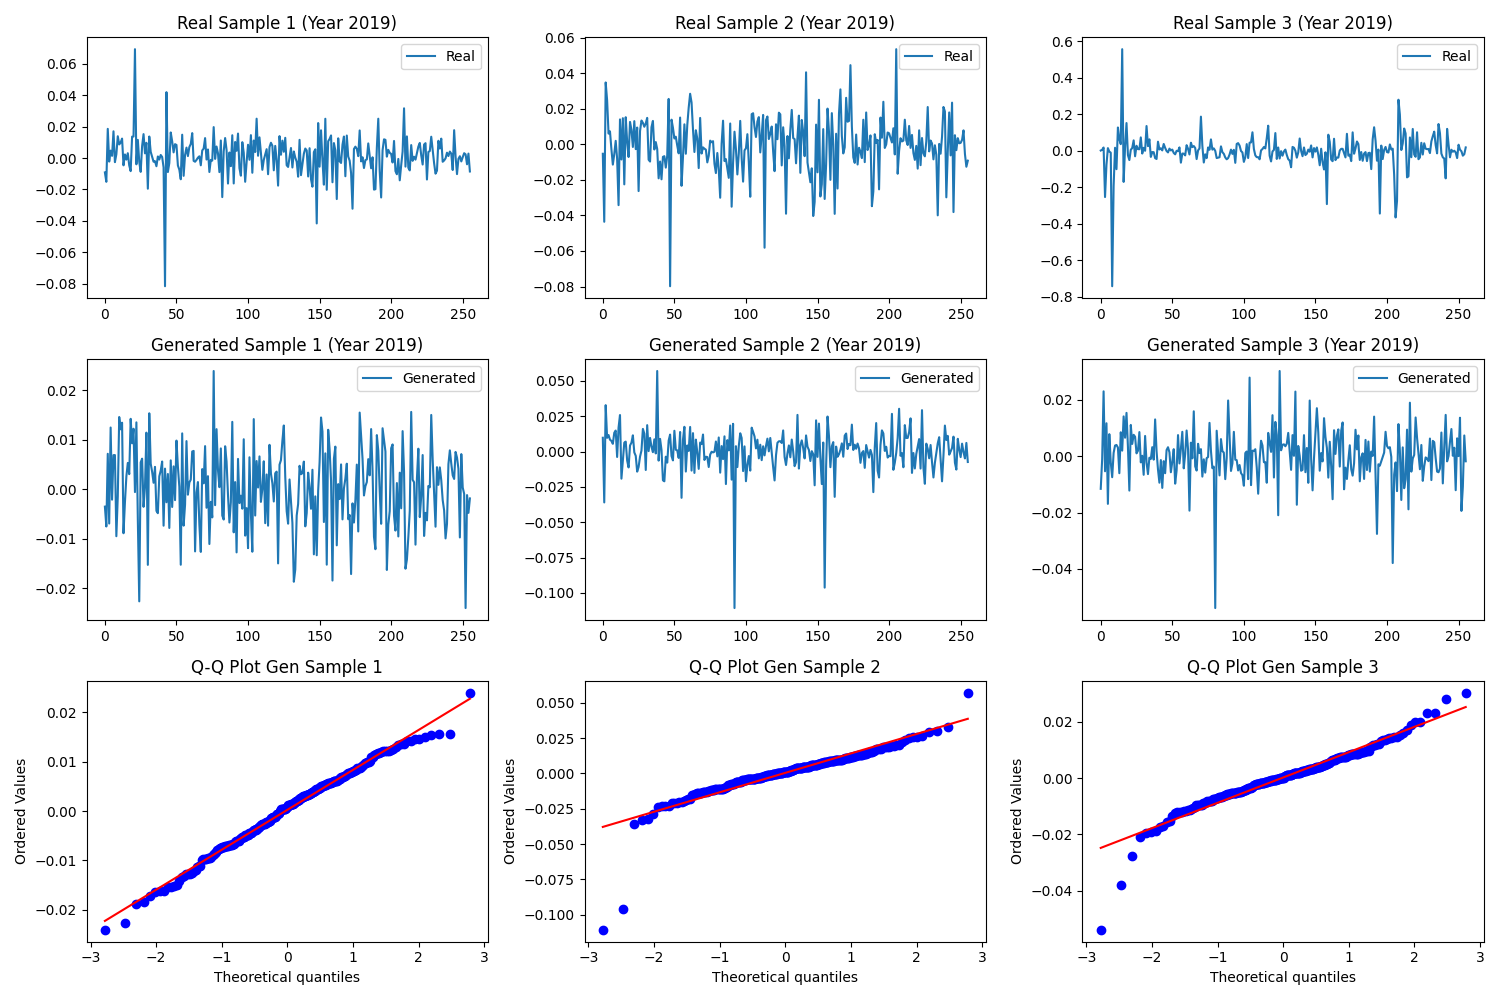 Real Sample 1 (Year 2019) Real Sample 2 (Year 2019) Real Sample 3 (Year 2019)
Real Real Real
0.06
0.04
0.02
0.00
−0.02
−0.04
−0.06
−0.08
0 50 100 150 200 250
0.06
0.04
0.02
0.00
−0.02
−0.04
−0.06
−0.08
0 50 100 150 200 250
0.6
0.4
0.2
0.0
−0.2
−0.4
−0.6
−0.8
0 50 100 150 200 250
Generated Sample 1 (Year 2019) Generated Sample 2 (Year 2019) Generated Sample 3 (Year 2019)
Generated Generated Generated
0.02
0.01
0.00
−0.01
−0.02
0 50 100 150 200 250
0.050
0.025
0.000
−0.025
−0.050
−0.075
−0.100
0 50 100 150 200 250
0.02
0.00
−0.02
−0.04
0 50 100 150 200 250
Q-Q Plot Gen Sample 1 Q-Q Plot Gen Sample 2 Q-Q Plot Gen Sample 3
Ordered Values
0.02
0.01
0.00
−0.01
−0.02
−3 −2 −1 0 1 2 3
Theoretical quantiles
Ordered Values
0.050
0.025
0.000
−0.025
−0.050
−0.075
−0.100
−3 −2 −1 0 1 2 3
Theoretical quantiles
Ordered Values
0.02
0.00
−0.02
−0.04
−3 −2 −1 0 1 2 3
Theoretical quantiles